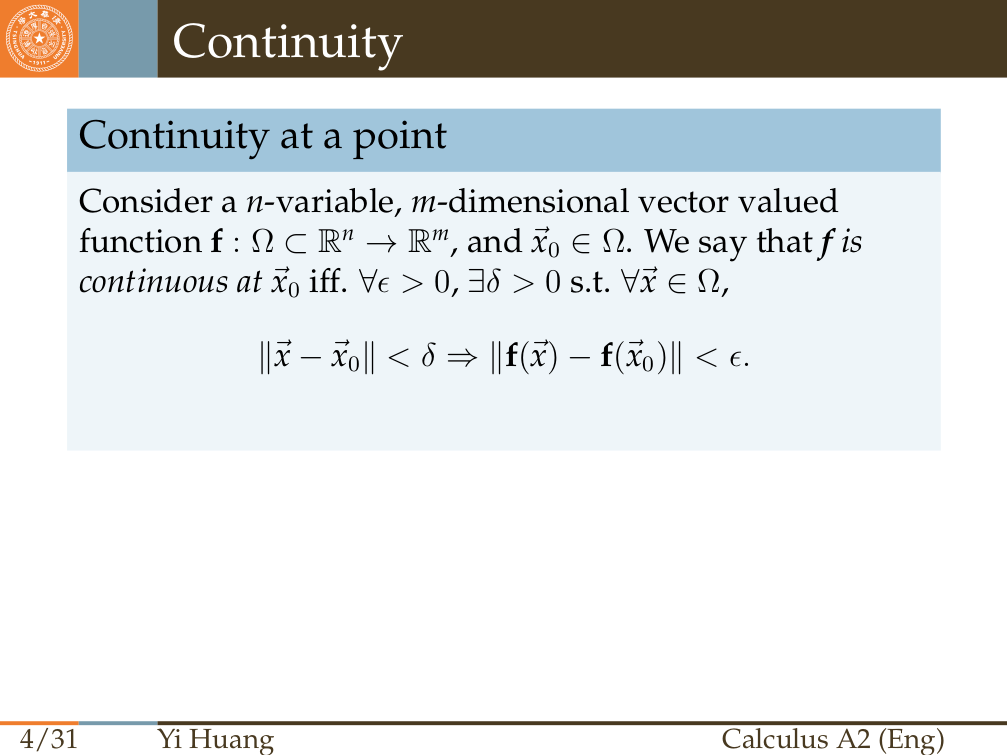 Continuity
Continuity at a point
Consider a n-variable, m-dimensional vector valued
function f : Ω ⊂ ℝⁿ → ℝᵐ, and x⃗₀ ∈ Ω. We say that f is
continuous at x⃗₀ iff. ∀ϵ > 0, ∃δ > 0 s.t. ∀x⃗ ∈ Ω,
‖x⃗ − x⃗₀‖ < δ ⇒ ‖f(x⃗) − f(x⃗₀)‖ < ϵ.
4/31 Yi Huang Calculus A2 (Eng)